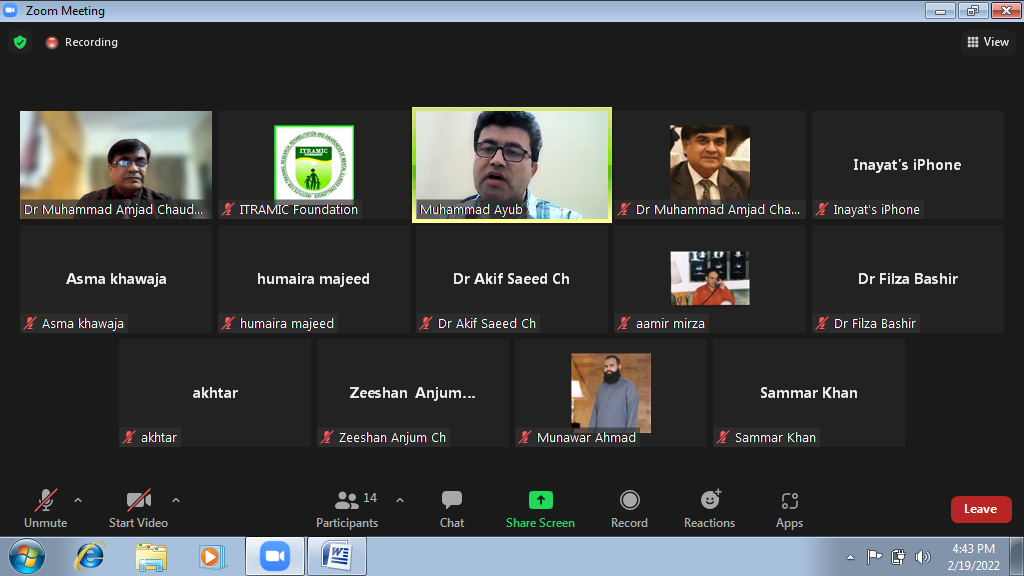 Zoom Meeting
Recording
View
Dr Muhammad Amjad Chaud...
ITRAMIC
ITRAMIC Foundation
Muhammad Ayub
Dr Muhammad Amjad Cha...
Inayat's iPhone
Inayat's iPhone
Asma khawaja
Asma khawaja
humaira majeed
humaira majeed
Dr Akif Saeed Ch
Dr Akif Saeed Ch
aamir mirza
Dr Filza Bashir
Dr Filza Bashir
akhtar
akhtar
Zeeshan Anjum...
Zeeshan Anjum Ch
Munawar Ahmad
Sammar Khan
Sammar Khan
Unmute
Start Video
14
Participants
Chat
Share Screen
Record
Reactions
Apps
Leave
4:43 PM
2/19/2022